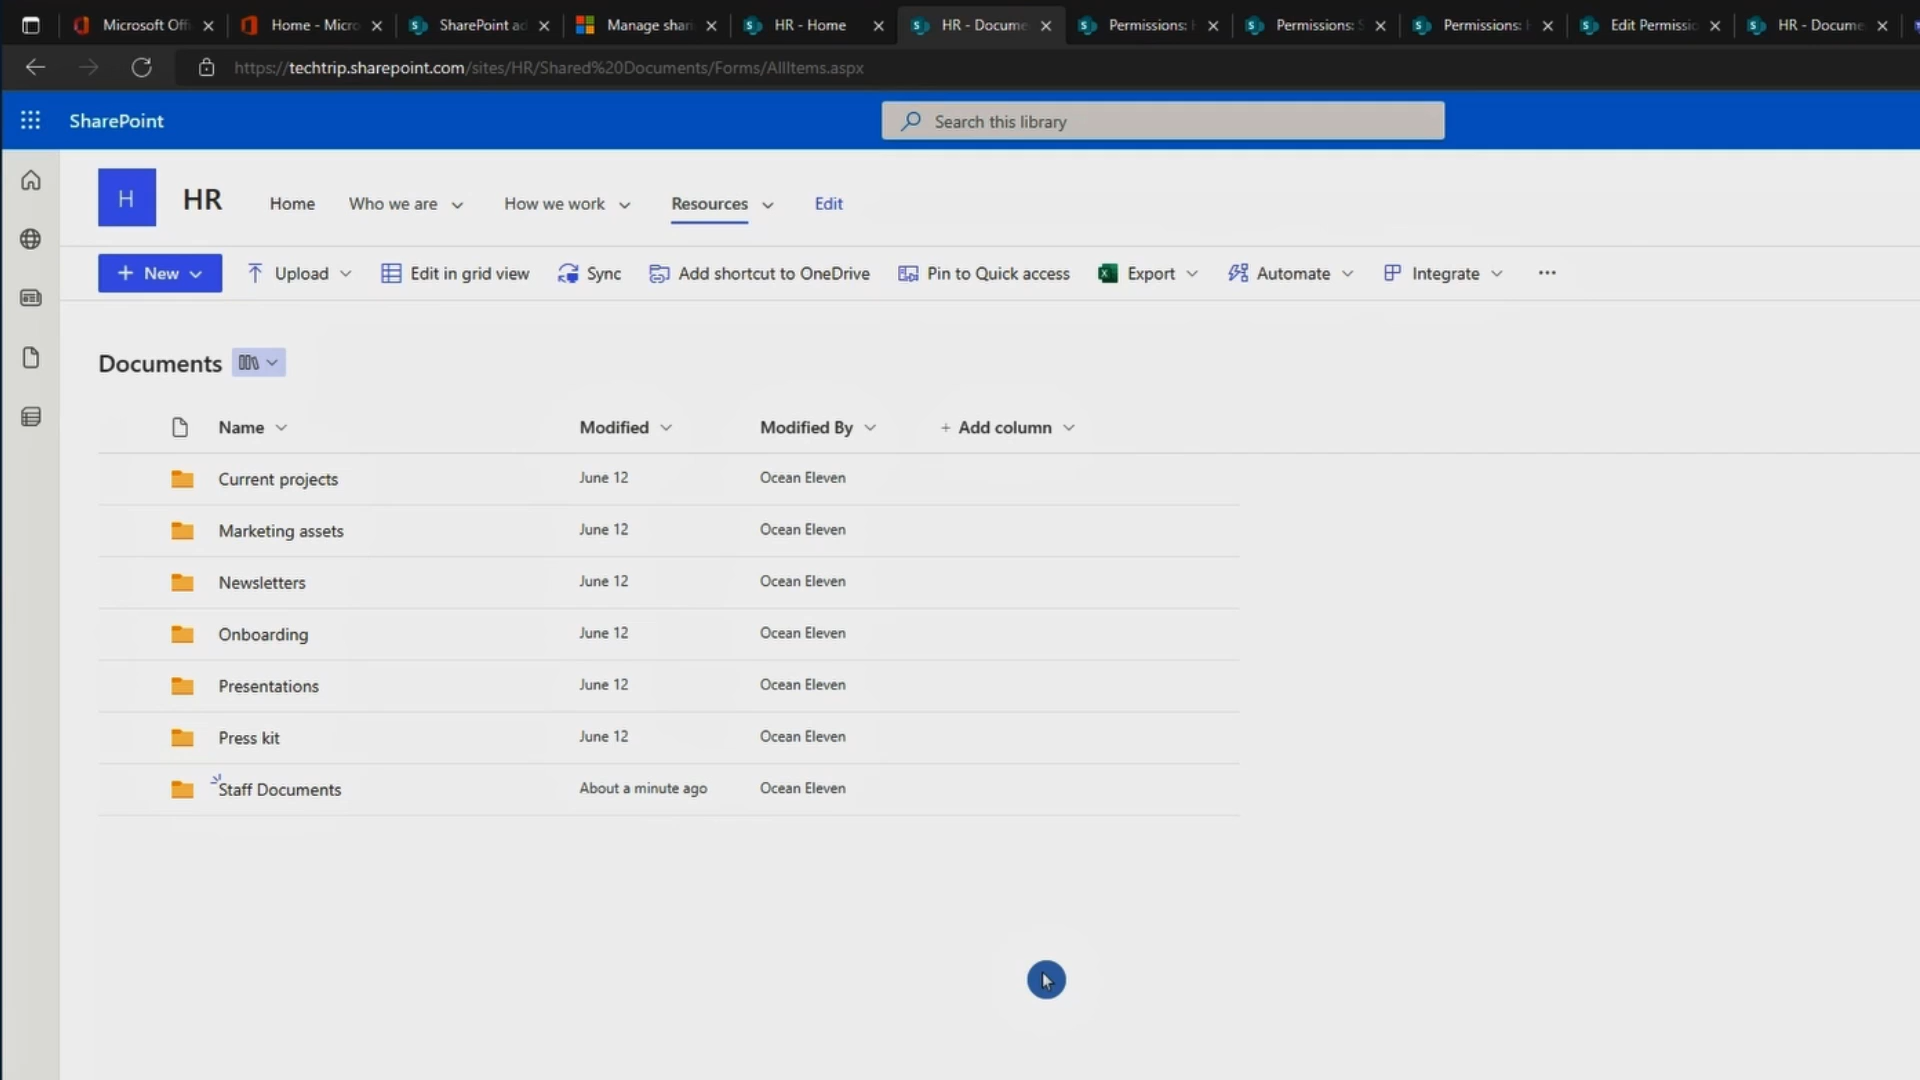 Microsoft Offi
Home - Micro
SharePoint ad
Manage shari
HR - Home
HR - Docume
Permissions: H
Permissions: S
Permissions: H
Edit Permissio
HR - Docume
https://techtrip.sharepoint.com/sites/HR/Shared%20Documents/Forms/AllItems.aspx
SharePoint
Search this library
H
HR
Home
Who we are
How we work
Resources
Edit
+ New
Upload
Edit in grid view
Sync
Add shortcut to OneDrive
Pin to Quick access
Export
Automate
Integrate
...
Documents
Name
Modified
Modified By
+ Add column
Current projects
June 12
Ocean Eleven
Marketing assets
June 12
Ocean Eleven
Newsletters
June 12
Ocean Eleven
Onboarding
June 12
Ocean Eleven
Presentations
June 12
Ocean Eleven
Press kit
June 12
Ocean Eleven
Staff Documents
About a minute ago
Ocean Eleven